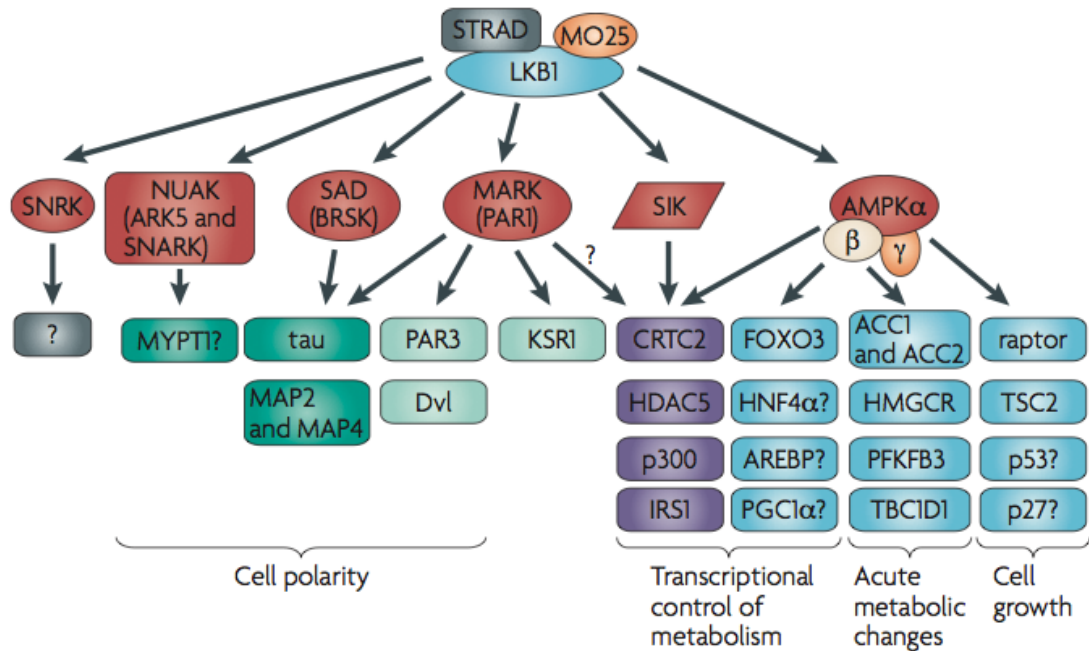 STRAD
MO25
LKB1
SNRK
NUAK
(ARK5 and
SNARK)
SAD
(BRSK)
MARK
(PAR1)
SIK
AMPKα
β
γ
?
?
MYPT1?
tau
PAR3
KSR1
CRTC2
FOXO3
ACC1
and ACC2
raptor
MAP2
and MAP4
Dvl
HDAC5
HNF4α?
HMGCR
TSC2
p300
AREBP?
PFKFB3
p53?
IRS1
PGC1α?
TBC1D1
p27?
Cell polarity
Transcriptional
control of
metabolism
Acute
metabolic
changes
Cell
growth